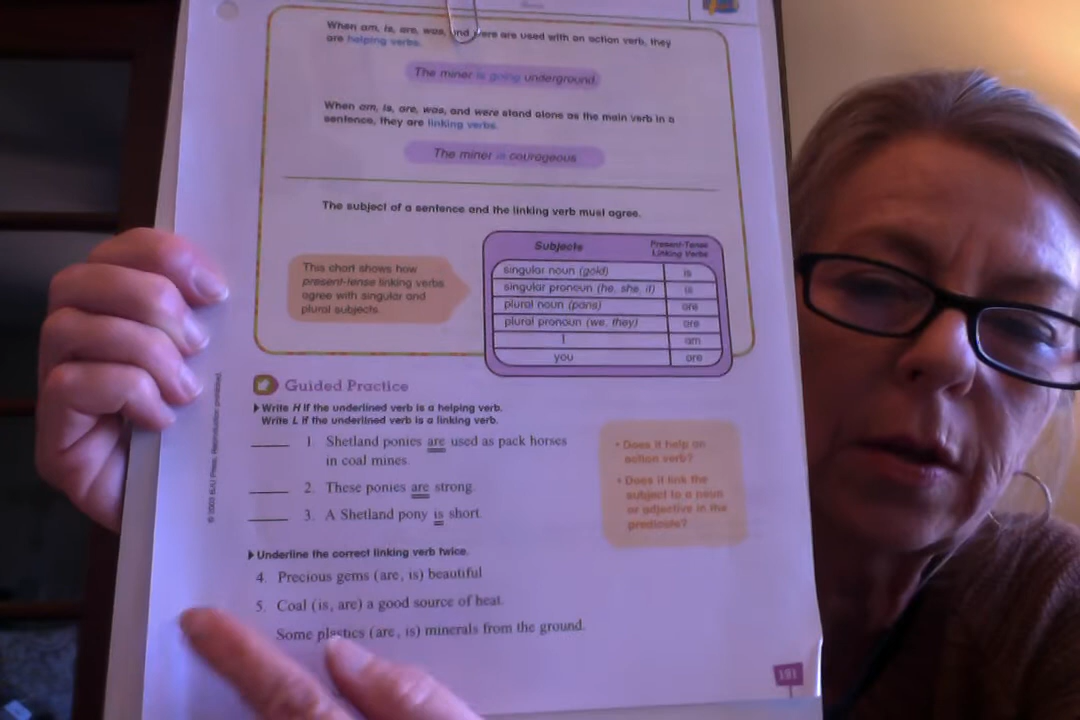 When am, is, are, was, and were are used with an action verb, they
are helping verbs.
The miner is going underground.
When am, is, are, was, and were stand alone as the main verb in a
sentence, they are linking verbs.
The miner is courageous.
The subject of a sentence and the linking verb must agree.
This chart shows how
present-tense linking verbs
agree with singular and
plural subjects.
Subjects
Present-Tense
Linking Verbs
singular noun (gold) is
singular pronoun (he, she, it) is
plural noun (pans) are
plural pronoun (we, they) are
I am
you are
Guided Practice
Write H if the underlined verb is a helping verb.
Write L if the underlined verb is a linking verb.
1. Shetland ponies are used as pack horses
in coal mines.
2. These ponies are strong.
3. A Shetland pony is short.
• Does it help an
action verb?
• Does it link the
subject to a noun
or adjective in the
predicate?
Underline the correct linking verb twice.
4. Precious gems (are, is) beautiful
5. Coal (is, are) a good source of heat.
Some plastics (are, is) minerals from the ground.
BJU Press. Reproduction prohibited.
191